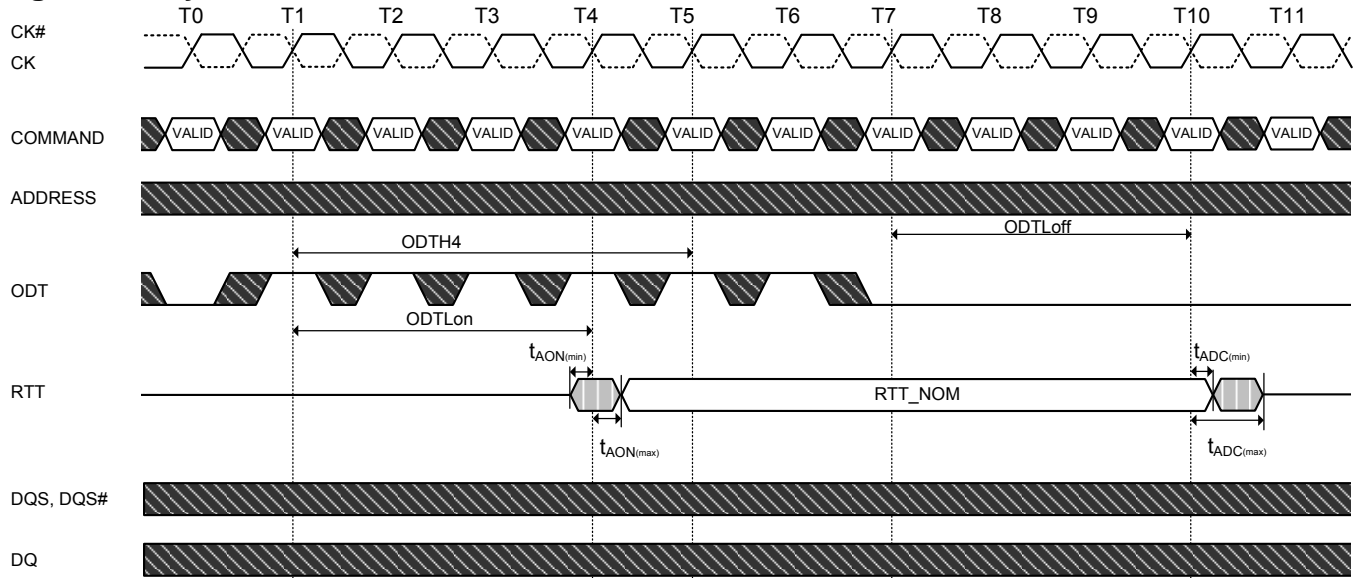 T0 T1 T2 T3 T4 T5 T6 T7 T8 T9 T10 T11
CK#
CK
COMMAND VALID VALID VALID VALID VALID VALID VALID VALID VALID VALID VALID VALID
ADDRESS
ODTLoff
ODTH4
ODT
ODTLon
tAON(min) tADC(min)
RTT RTT_NOM
tAON(max) tADC(max)
DQS, DQS#
DQ